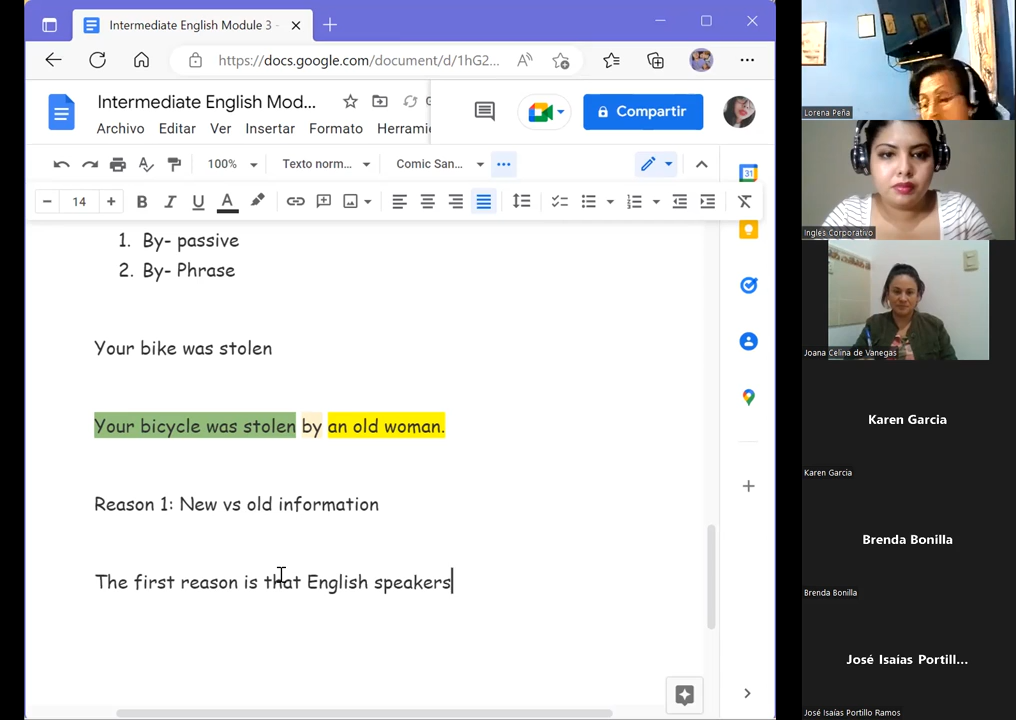 Intermediate English Module 3 -
https://docs.google.com/document/d/1hG2...
Intermediate English Mod...
Compartir
Archivo Editar Ver Insertar Formato Herramie
100% Texto norm... Comic San...
14
31
1. By- passive
2. By- Phrase
Your bike was stolen
Your bicycle was stolen by an old woman.
Reason 1: New vs old information
The first reason is that English speakers
Lorena Peña
Ingles Corporativo
Joana Celina de Vanegas
Karen Garcia
Karen Garcia
Brenda Bonilla
Brenda Bonilla
José Isaías Portill...
José Isaías Portillo Ramos